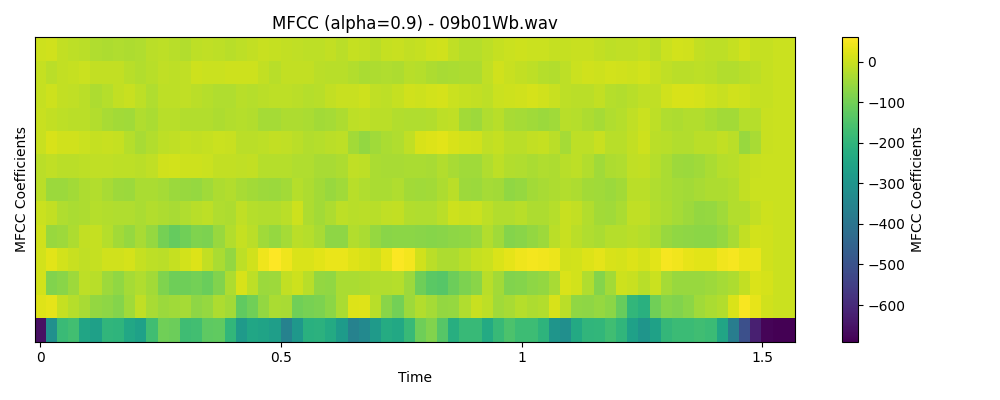 MFCC (alpha=0.9) - 09b01Wb.wav
MFCC Coefficients
0
0.5
1
1.5
Time
0
−100
−200
−300
−400
−500
−600
MFCC Coefficients